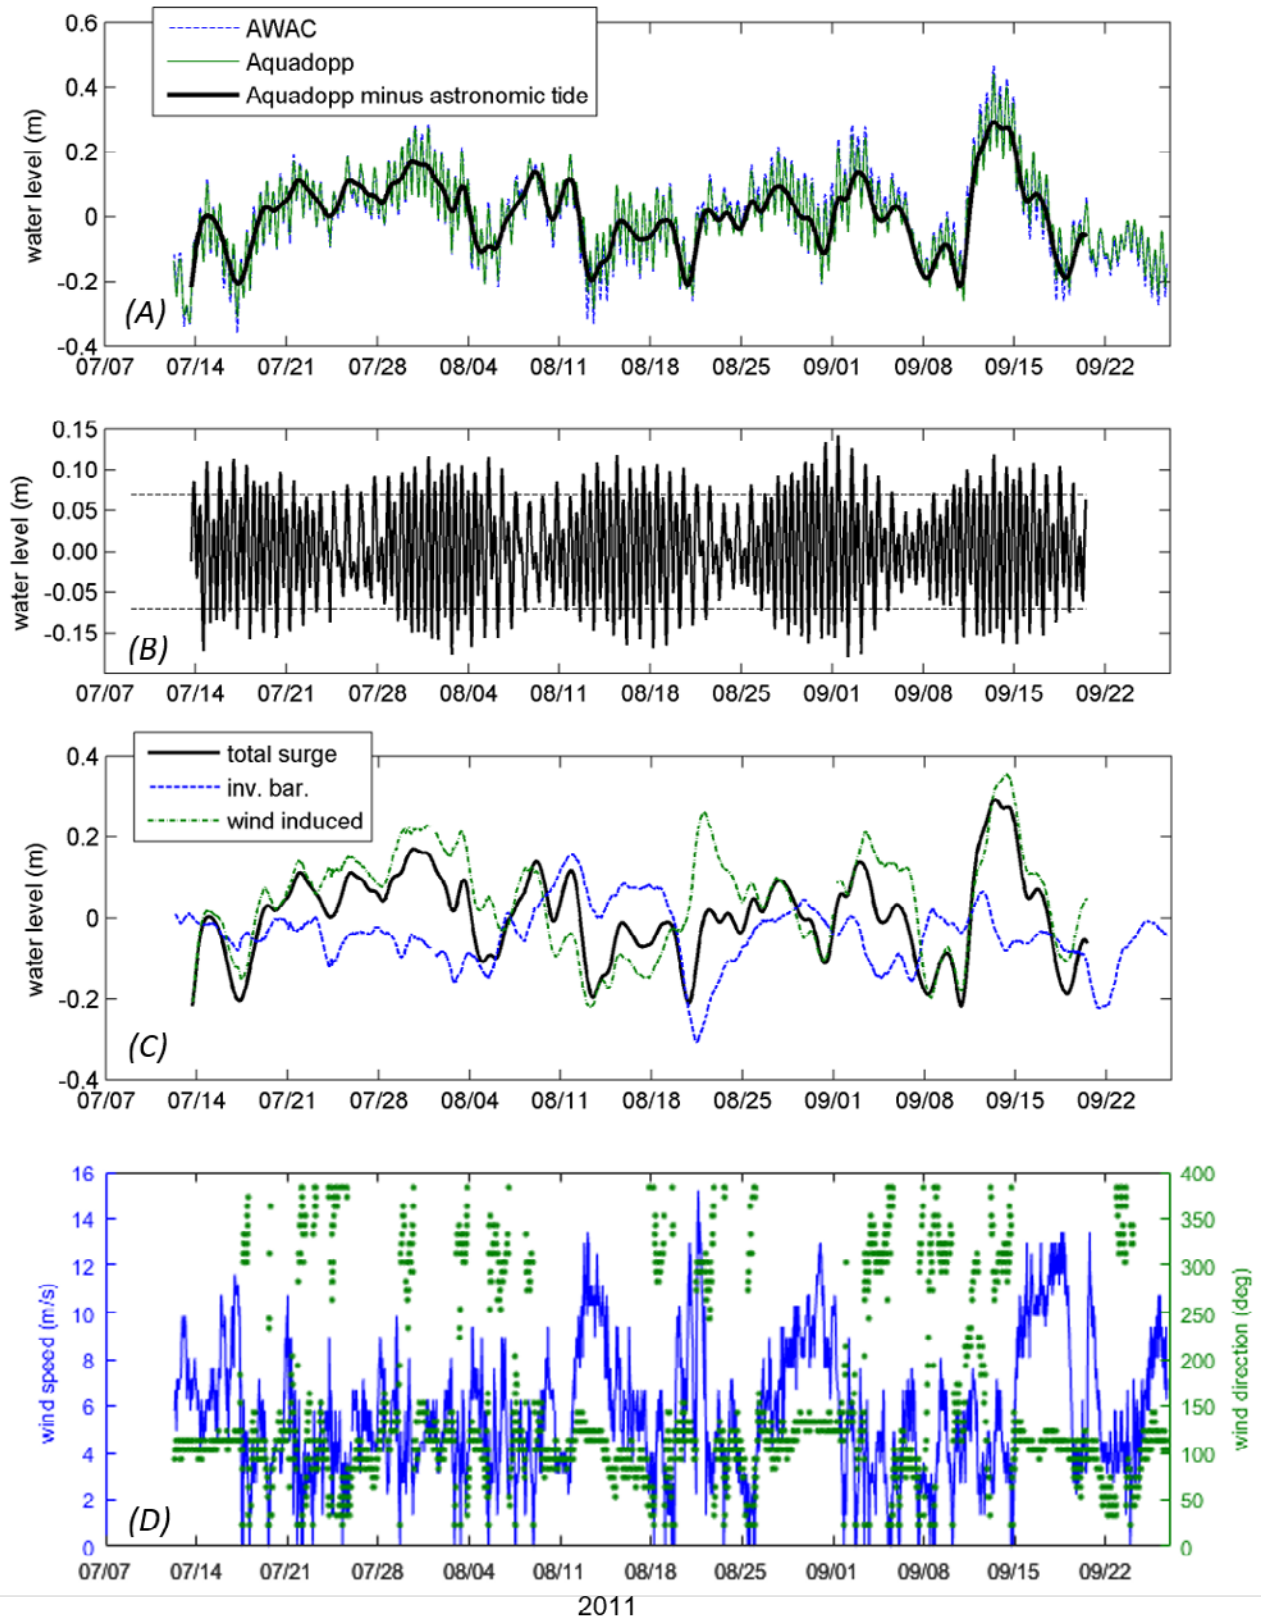 AWAC
Aquadopp
Aquadopp minus astronomic tide
water level (m)
0.6
0.4
0.2
0
-0.2
-0.4
(A)
07/07 07/14 07/21 07/28 08/04 08/11 08/18 08/25 09/01 09/08 09/15 09/22
water level (m)
0.15
0.10
0.05
0.00
-0.05
-0.15
(B)
07/07 07/14 07/21 07/28 08/04 08/11 08/18 08/25 09/01 09/08 09/15 09/22
total surge
inv. bar.
wind induced
water level (m)
0.4
0.2
0
-0.2
-0.4
(C)
07/07 07/14 07/21 07/28 08/04 08/11 08/18 08/25 09/01 09/08 09/15 09/22
wind speed (m/s)
16
14
12
10
8
6
4
2
0
(D)
400
350
300
250
200
150
100
50
0
wind direction (deg)
07/07 07/14 07/21 07/28 08/04 08/11 08/18 08/25 09/01 09/08 09/15 09/22
2011